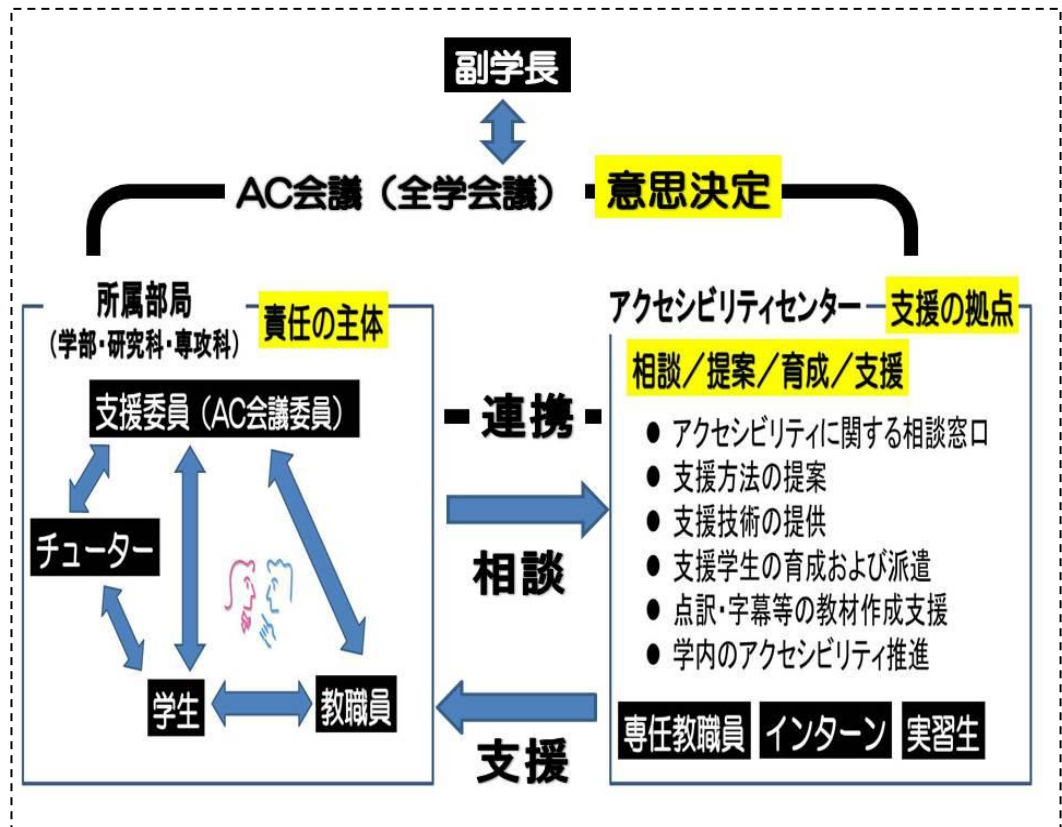 副学長
AC会議（全学会議） 意思決定
所属部局
（学部・研究科・専攻科）
責任の主体
支援委員（AC会議委員）
チューター
学生
教職員
連携
相談
支援
アクセシビリティセンター
支援の拠点
相談／提案／育成／支援
● アクセシビリティに関する相談窓口
● 支援方法の提案
● 支援技術の提供
● 支援学生の育成および派遣
● 点訳・字幕等の教材作成支援
● 学内のアクセシビリティ推進
専任教職員 インターン 実習生